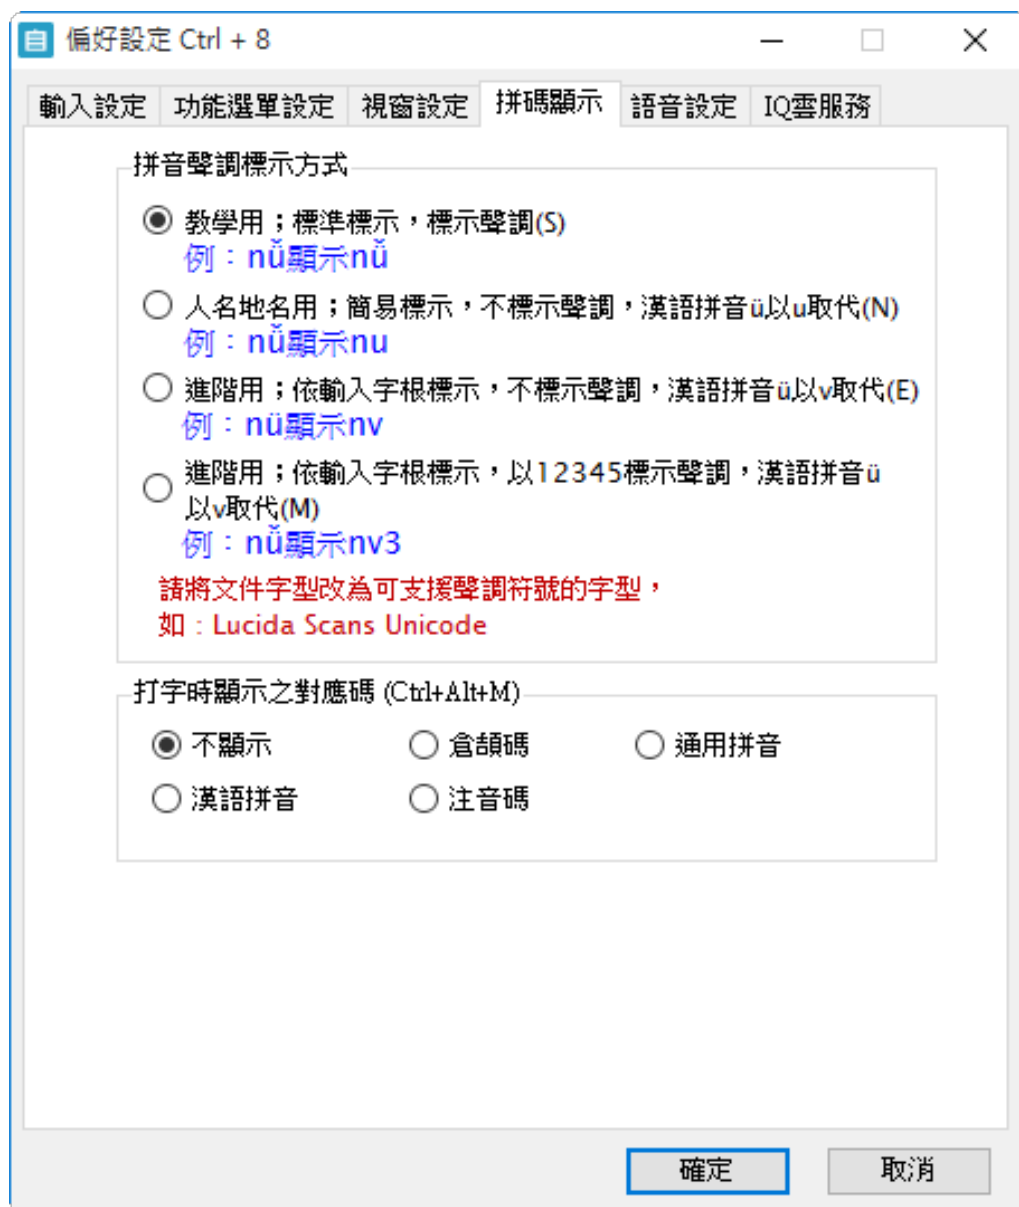 偏好設定 Ctrl + 8
輸入設定 功能選單設定 視窗設定 拼碼顯示 語音設定 IQ雲服務
拼音聲調標示方式
教學用；標準標示，標示聲調(S)
例：nǚ顯示nǚ
人名地名用；簡易標示，不標示聲調，漢語拼音ü以u取代(N)
例：nǚ顯示nu
進階用；依輸入字根標示，不標示聲調，漢語拼音ü以v取代(E)
例：nü顯示nv
進階用；依輸入字根標示，以12345標示聲調，漢語拼音ü
以v取代(M)
例：nǚ顯示nv3
請將文件字型改為可支援聲調符號的字型，
如：Lucida Scans Unicode
打字時顯示之對應碼 (Ctrl+Alt+M)
不顯示 倉頡碼 通用拼音
漢語拼音 注音碼
確定 取消